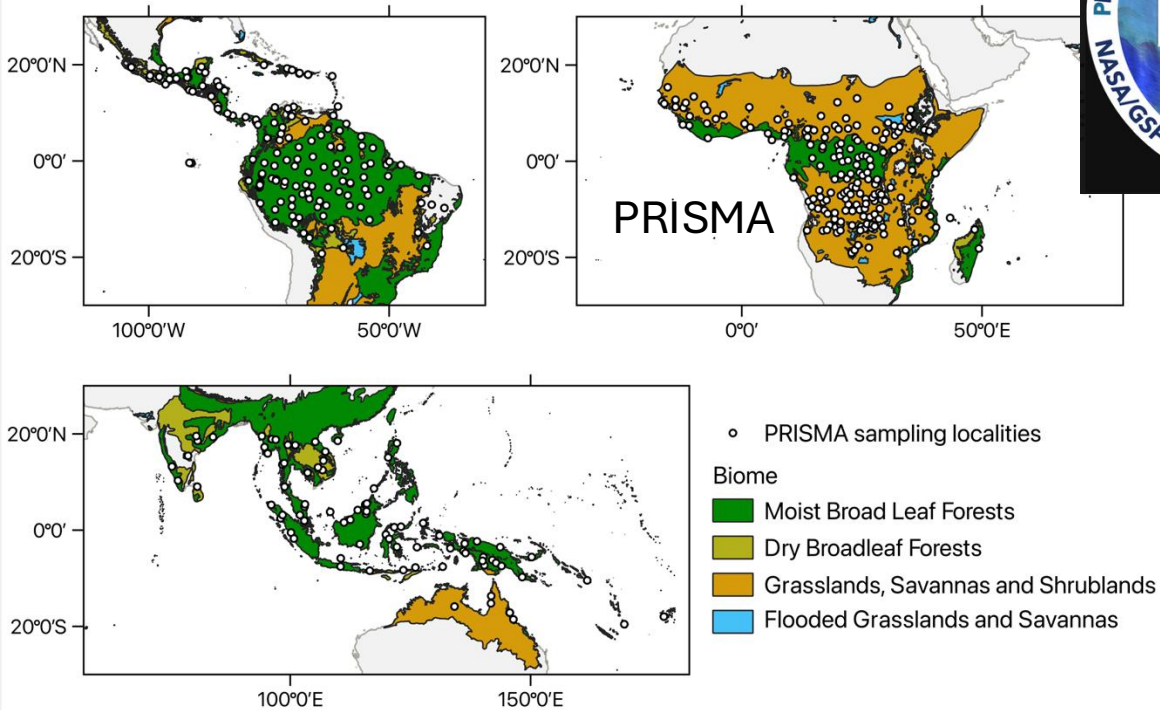 20°0'N
0°0'
20°0'S
100°0'W
50°0'W
20°0'N
0°0'
20°0'S
PRISMA
0°0'
50°0'E
NASA/GSF
20°0'N
0°0'
20°0'S
100°0'E
150°0'E
PRISMA sampling localities
Biome
Moist Broad Leaf Forests
Dry Broadleaf Forests
Grasslands, Savannas and Shrublands
Flooded Grasslands and Savannas